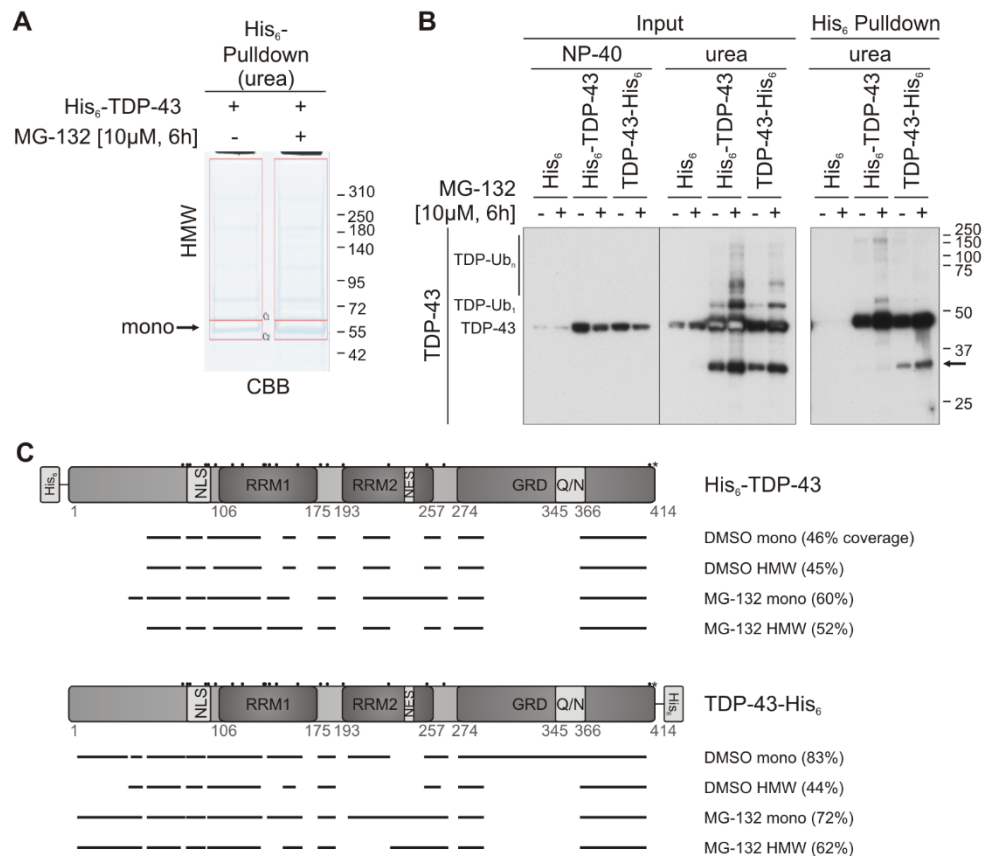 A
His6-
Pulldown
(urea)
His6-TDP-43 + +
MG-132 [10µM, 6h] - +
HMW
310
250
180
140
95
72
mono
55
42
CBB
B
Input
His6 Pulldown
NP-40
urea
urea
His6
His6-TDP-43
TDP-43-His6
His6
His6-TDP-43
TDP-43-His6
His6
His6-TDP-43
TDP-43-His6
MG-132
[10µM, 6h]
- + - + - + - + - + - + - + - + - +
TDP-43
TDP-Ubn
TDP-Ub1
TDP-43
250
150
100
75
50
37
25
C
His6 NLS RRM1 RRM2 NES GRD Q/N
1 106 175 193 257 274 345 366 414
His6-TDP-43
DMSO mono (46% coverage)
DMSO HMW (45%)
MG-132 mono (60%)
MG-132 HMW (52%)
NLS RRM1 RRM2 NES GRD Q/N His6
1 106 175 193 257 274 345 366 414
TDP-43-His6
DMSO mono (83%)
DMSO HMW (44%)
MG-132 mono (72%)
MG-132 HMW (62%)